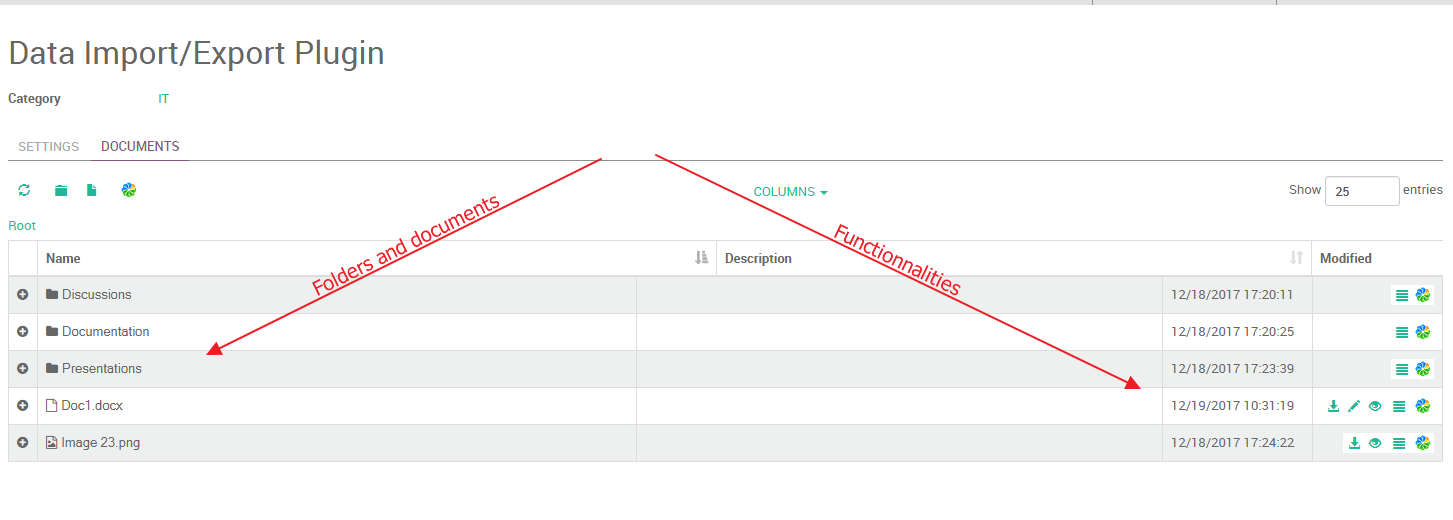 Data Import/Export Plugin
Category IT
SETTINGS DOCUMENTS
COLUMNS
Show 25 entries
Root
Folders and documents
Functionnalities
Name Description Modified
Discussions 12/18/2017 17:20:11
Documentation 12/18/2017 17:20:25
Presentations 12/18/2017 17:23:39
Doc1.docx 12/19/2017 10:31:19
Image 23.png 12/18/2017 17:24:22